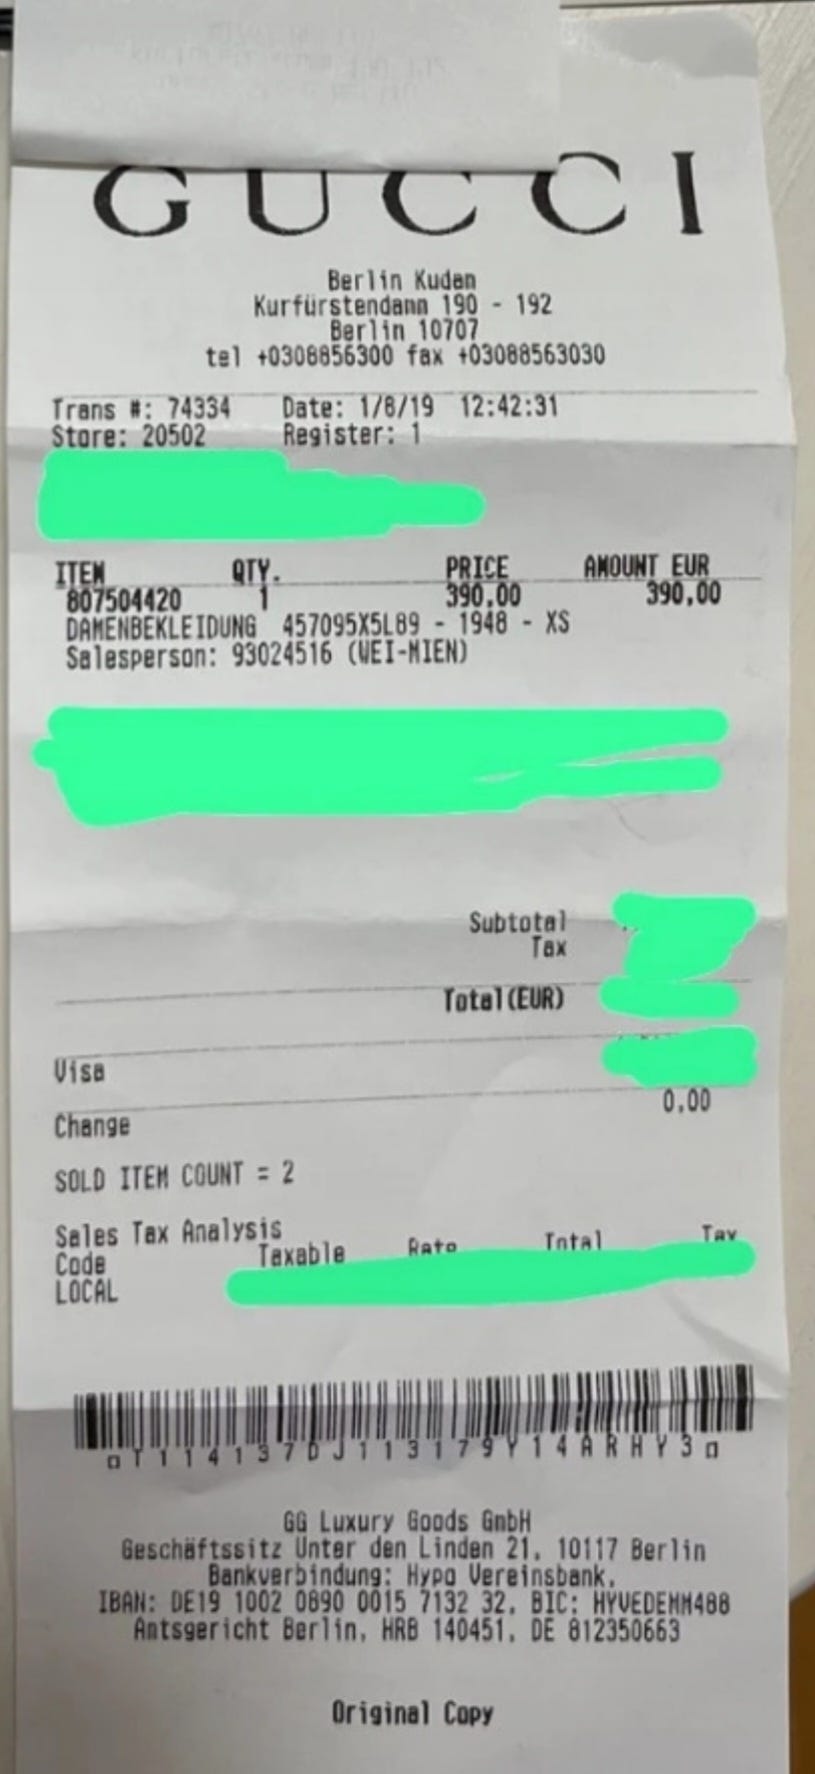 GUCCI
Berlin Kudam
Kurfürstendamm 190 - 192
Berlin 10707
tel +0308856300 fax +03088563030
Trans #: 74334 Date: 1/8/19 12:42:31
Store: 20502 Register: 1
ITEM QTY. PRICE AMOUNT EUR
807504420 1 390,00 390,00
DAMENBEKLEIDUNG 457095X5L89 - 1948 - XS
Salesperson: 93024516 (WEI-MIEN)
Subtotal
Tax
Total(EUR)
Visa
0,00
Change
SOLD ITEM COUNT = 2
Sales Tax Analysis
Code Taxable Rate Total Tax
LOCAL
T114137DJ113179Y14ARHY3
GG Luxury Goods GmbH
Geschäftssitz Unter den Linden 21, 10117 Berlin
Bankverbindung: Hypo Vereinsbank,
IBAN: DE19 1002 0890 0015 7132 32, BIC: HYVEDEMM488
Amtsgericht Berlin, HRB 140451, DE 812350663
Original Copy